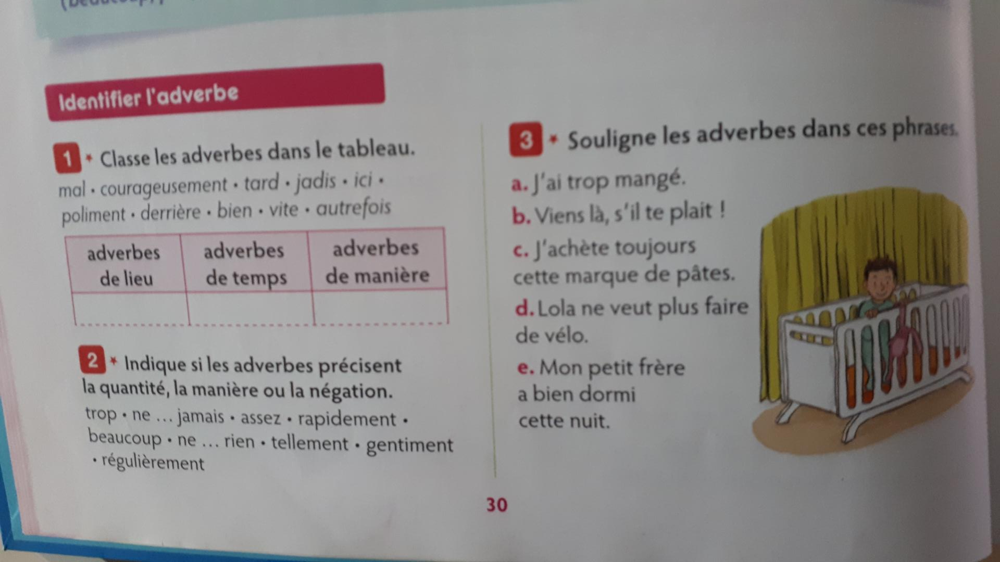 Identifier l'adverbe
1 * Classe les adverbes dans le tableau.
mal • courageusement • tard • jadis • ici •
poliment • derrière • bien • vite • autrefois
adverbes
de lieu
adverbes
de temps
adverbes
de manière
2 * Indique si les adverbes précisent
la quantité, la manière ou la négation.
trop • ne ... jamais • assez • rapidement •
beaucoup • ne ... rien • tellement • gentiment
• régulièrement
3 * Souligne les adverbes dans ces phrases.
a. J'ai trop mangé.
b. Viens là, s'il te plait !
c. J'achète toujours
cette marque de pâtes.
d. Lola ne veut plus faire
de vélo.
e. Mon petit frère
a bien dormi
cette nuit.
30